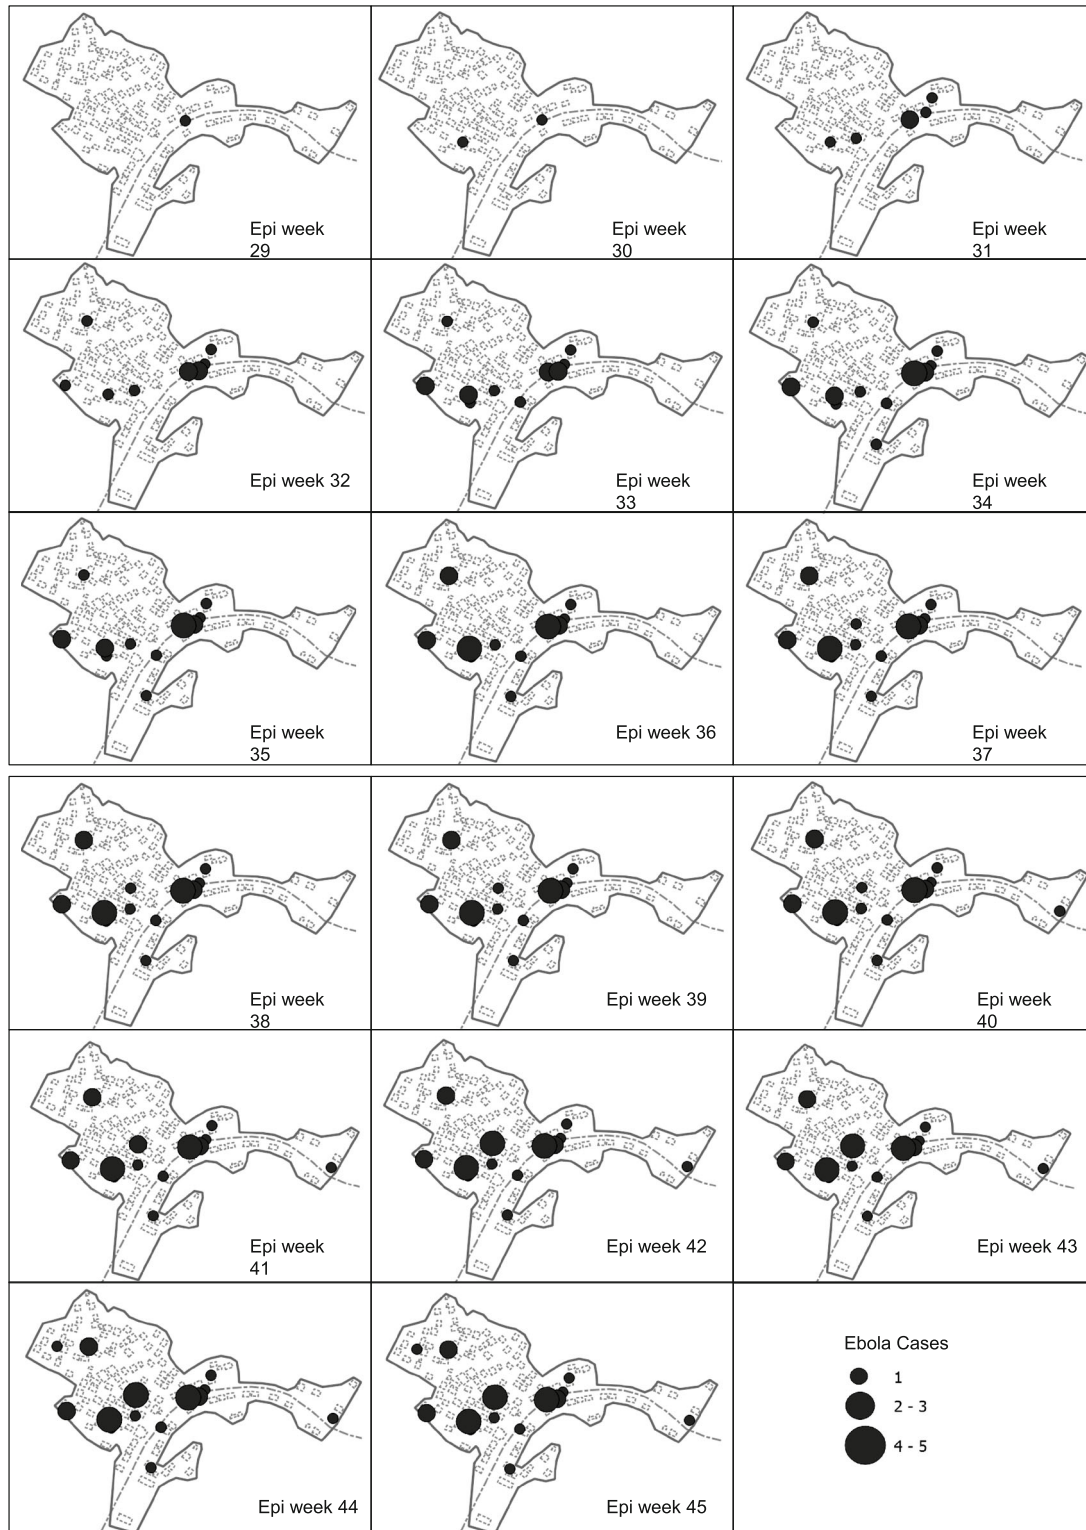 Epi week
29
Epi week
30
Epi week
31
Epi week 32
Epi week
33
Epi week
34
Epi week
35
Epi week 36
Epi week
37
Epi week
38
Epi week 39
Epi week
40
Epi week
41
Epi week 42
Epi week 43
Epi week 44
Epi week 45
Ebola Cases
1
2 - 3
4 - 5